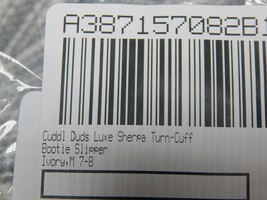 A387157082B1
Cuddl Duds Luxe Sherpa Turn-Cuff
Bootie Slipper
Ivory,M 7-8